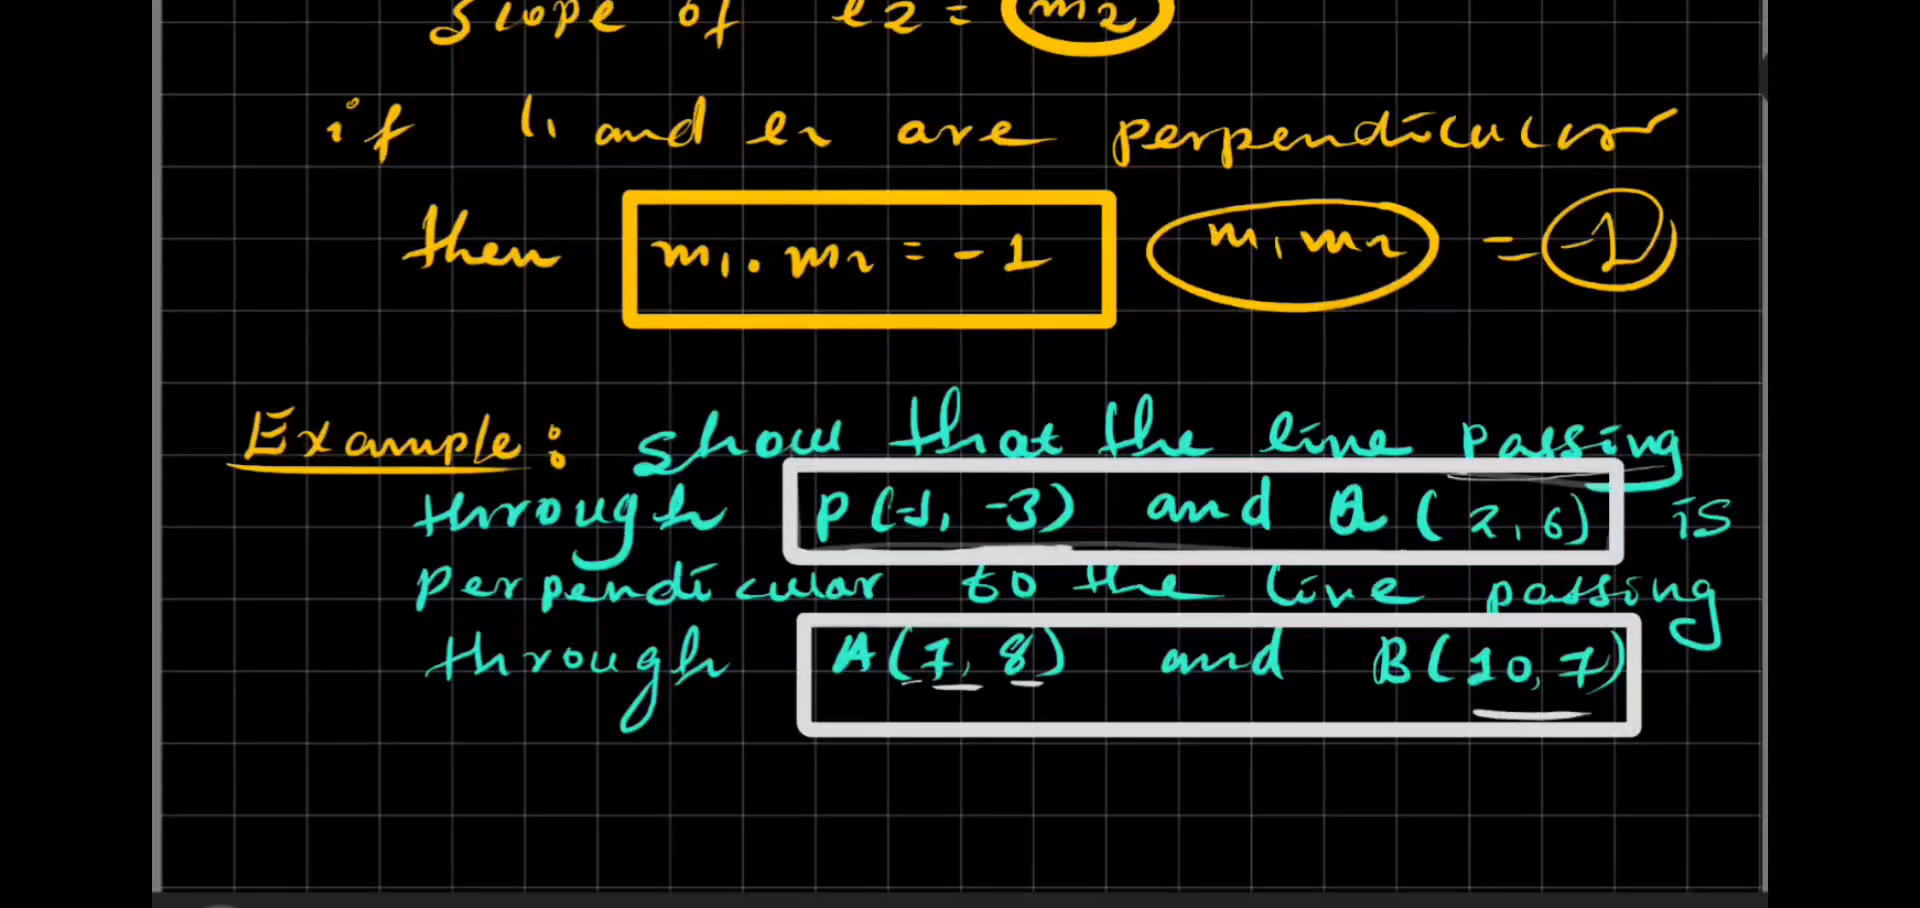 slope of l2 = m2
if l1 and l2 are perpendicular
then m1 . m2 = -1 m1m2 = -1
Example: show that the line passing
through P(-1, -3) and Q(2, 6) is
perpendicular to the line passing
through A(7, 8) and B(10, 7)